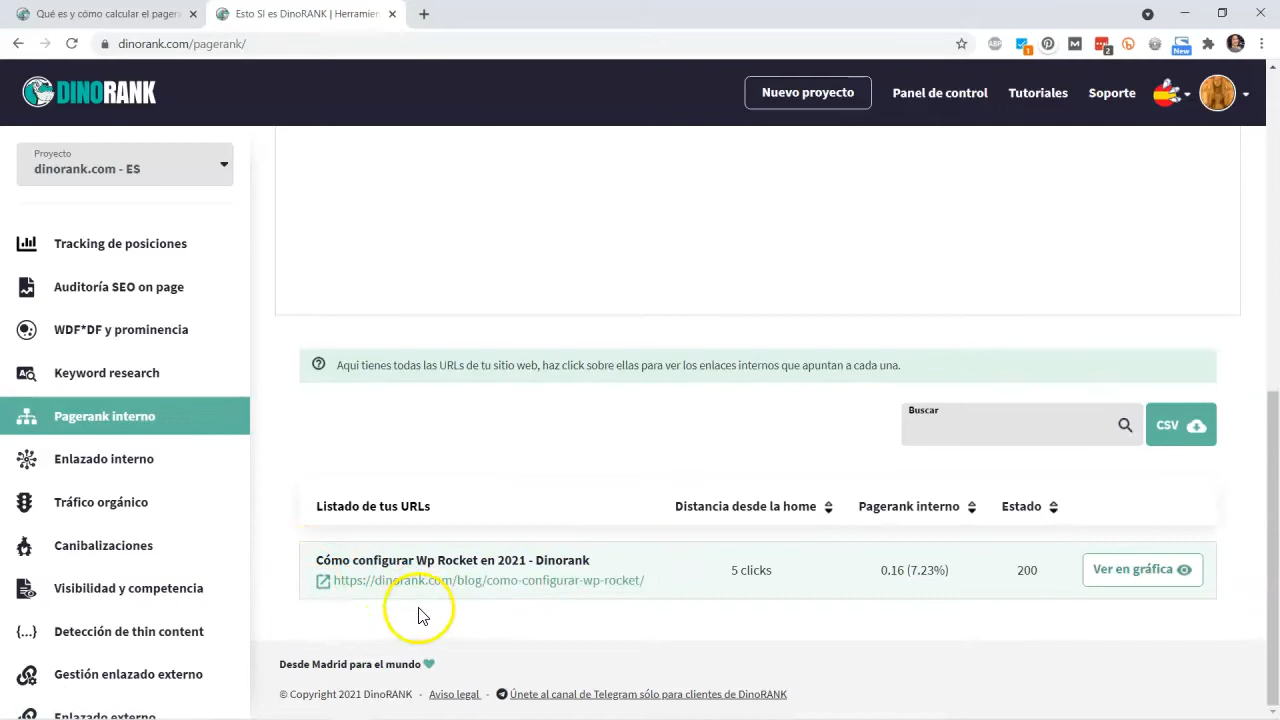 Qué es y cómo calcular el pager
Esto SI es DinoRANK | Herramien
dinorank.com/pagerank/
ABP
1
M
2
New
DINORANK
Nuevo proyecto
Panel de control
Tutoriales
Soporte
Proyecto
dinorank.com - ES
Tracking de posiciones
Auditoría SEO on page
WDF*DF y prominencia
Keyword research
Pagerank interno
Enlazado interno
Tráfico orgánico
Canibalizaciones
Visibilidad y competencia
{...} Detección de thin content
Gestión enlazado externo
Enlazado externo
Aqui tienes todas las URLs de tu sitio web, haz click sobre ellas para ver los enlaces internos que apuntan a cada una.
Buscar
CSV
Listado de tus URLs Distancia desde la home Pagerank interno Estado
Cómo configurar Wp Rocket en 2021 - Dinorank
https://dinorank.com/blog/como-configurar-wp-rocket/
5 clicks 0.16 (7.23%) 200 Ver en gráfica
Desde Madrid para el mundo
© Copyright 2021 DinoRANK - Aviso legal - Únete al canal de Telegram sólo para clientes de DinoRANK